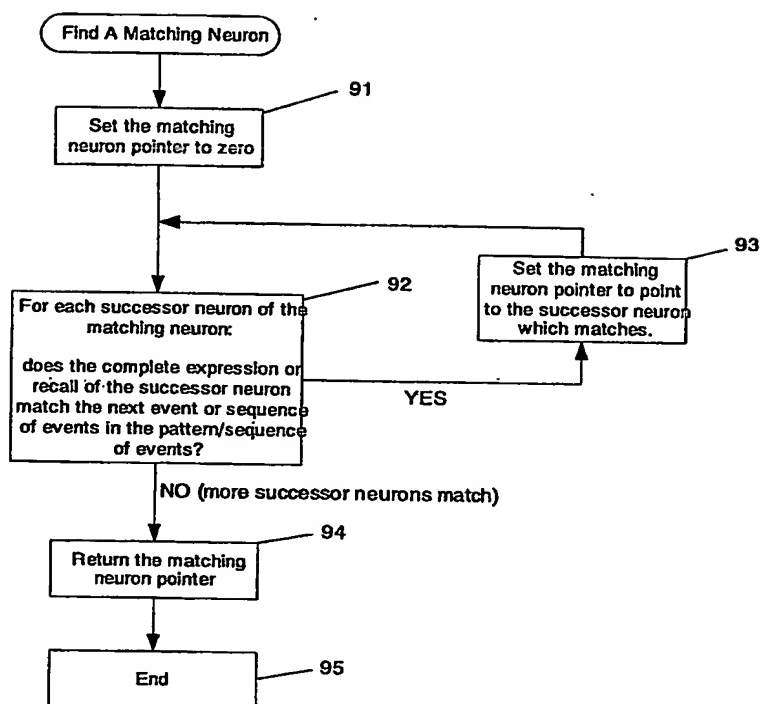 Find A Matching Neuron
91
Set the matching
neuron pointer to zero
93
Set the matching
neuron pointer to point
to the successor neuron
which matches.
92
For each successor neuron of the
matching neuron:
does the complete expression or
recall of the successor neuron
match the next event or sequence
of events in the pattern/sequence
of events?
YES
NO (more successor neurons match)
94
Return the matching
neuron pointer
95
End